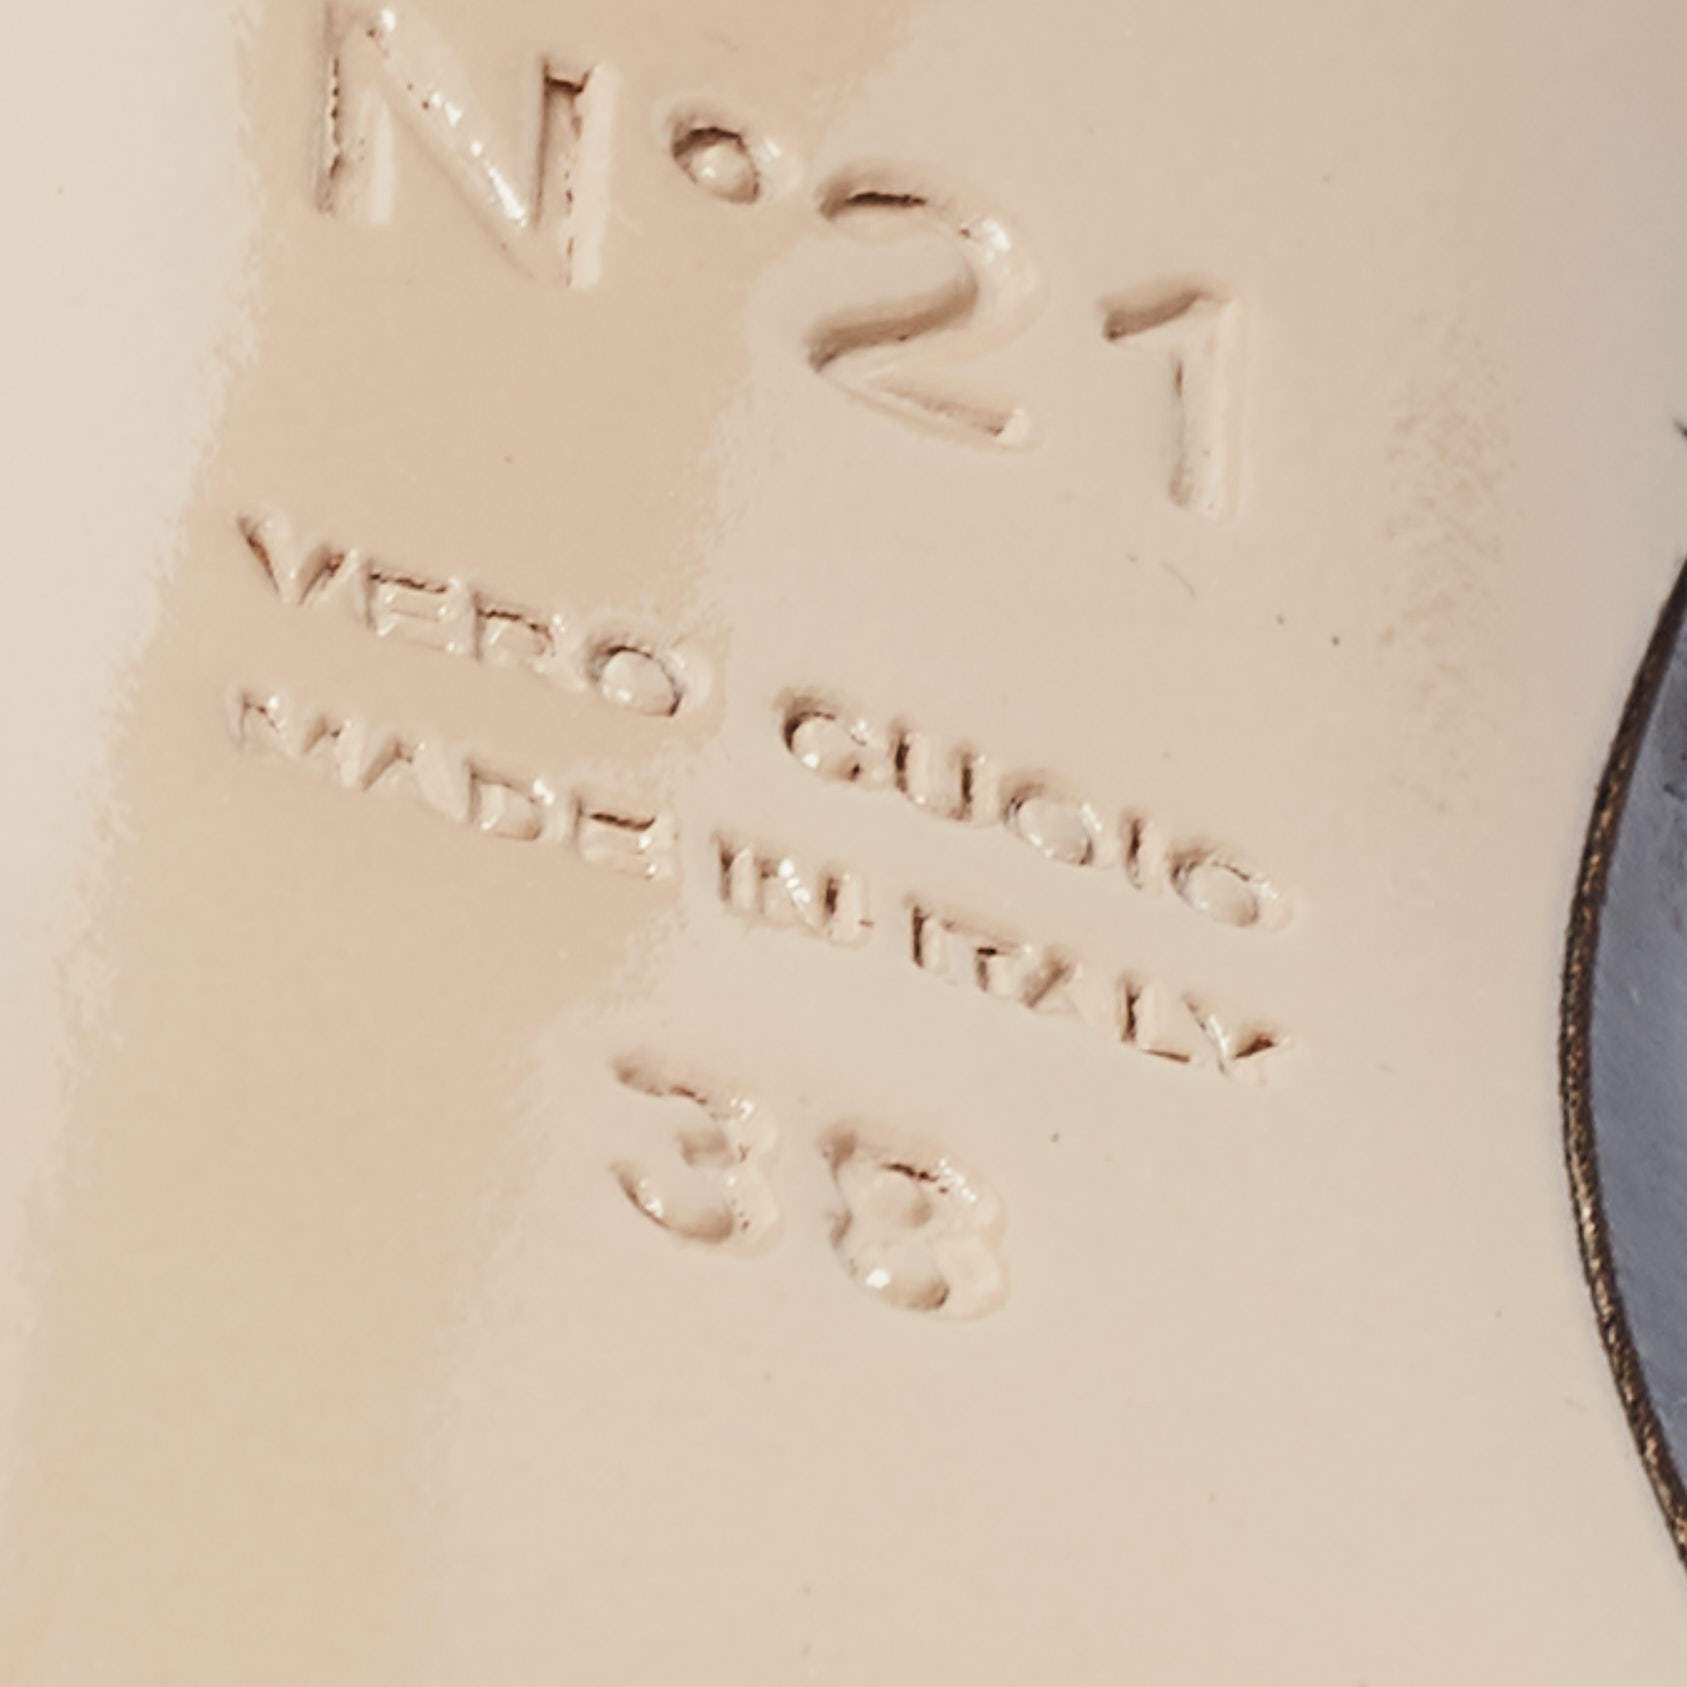 N°21
VERO CUOIO
MADE IN ITALY
38